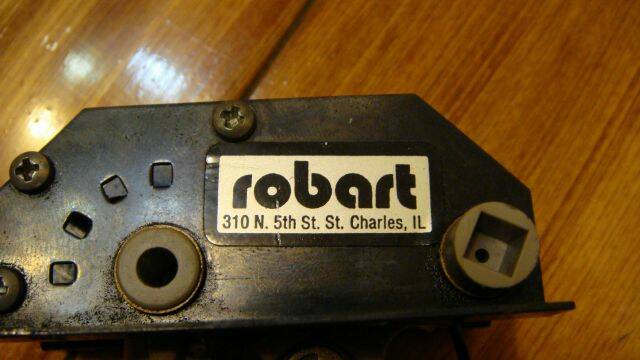 robart
310 N. 5th St. St. Charles, IL